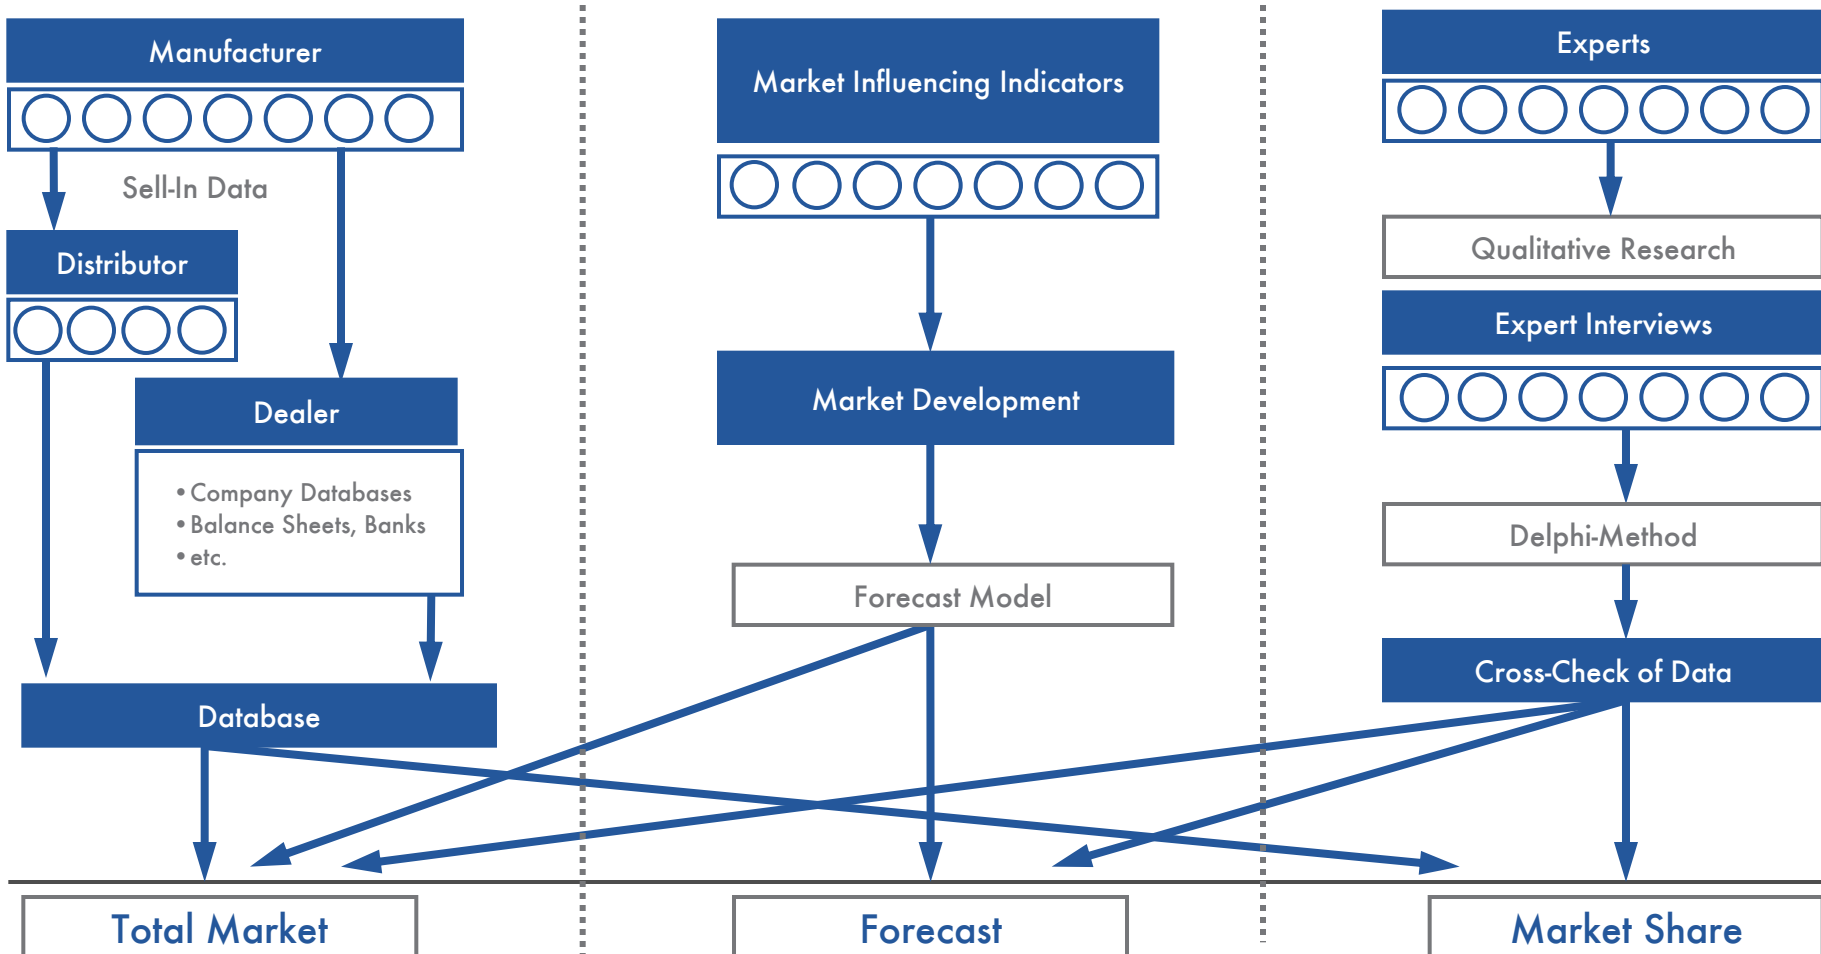 Manufacturer
Sell-In Data
Distributor
Dealer
• Company Databases
• Balance Sheets, Banks
• etc.
Database
Total Market
Market Influencing Indicators
Market Development
Forecast Model
Forecast
Experts
Qualitative Research
Expert Interviews
Delphi-Method
Cross-Check of Data
Market Share